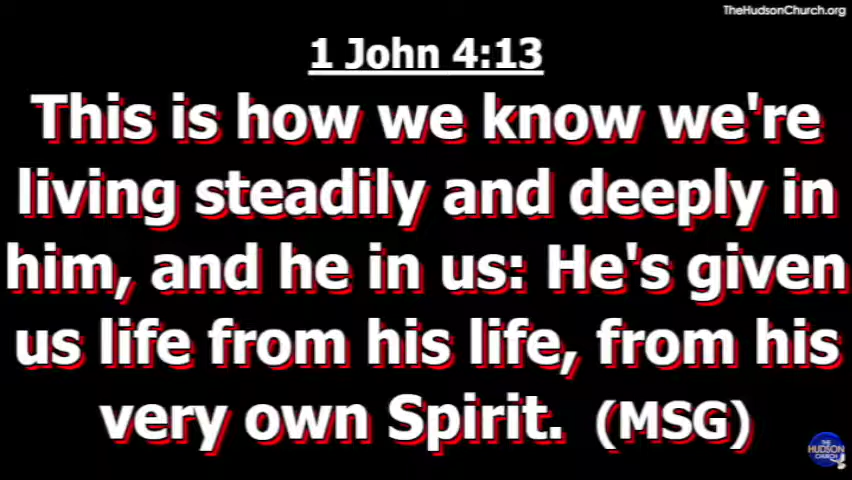 TheHudsonChurch.org
1 John 4:13
This is how we know we're
living steadily and deeply in
him, and he in us: He's given
us life from his life, from his
very own Spirit. (MSG)
THE
HUDSON
CHURCH